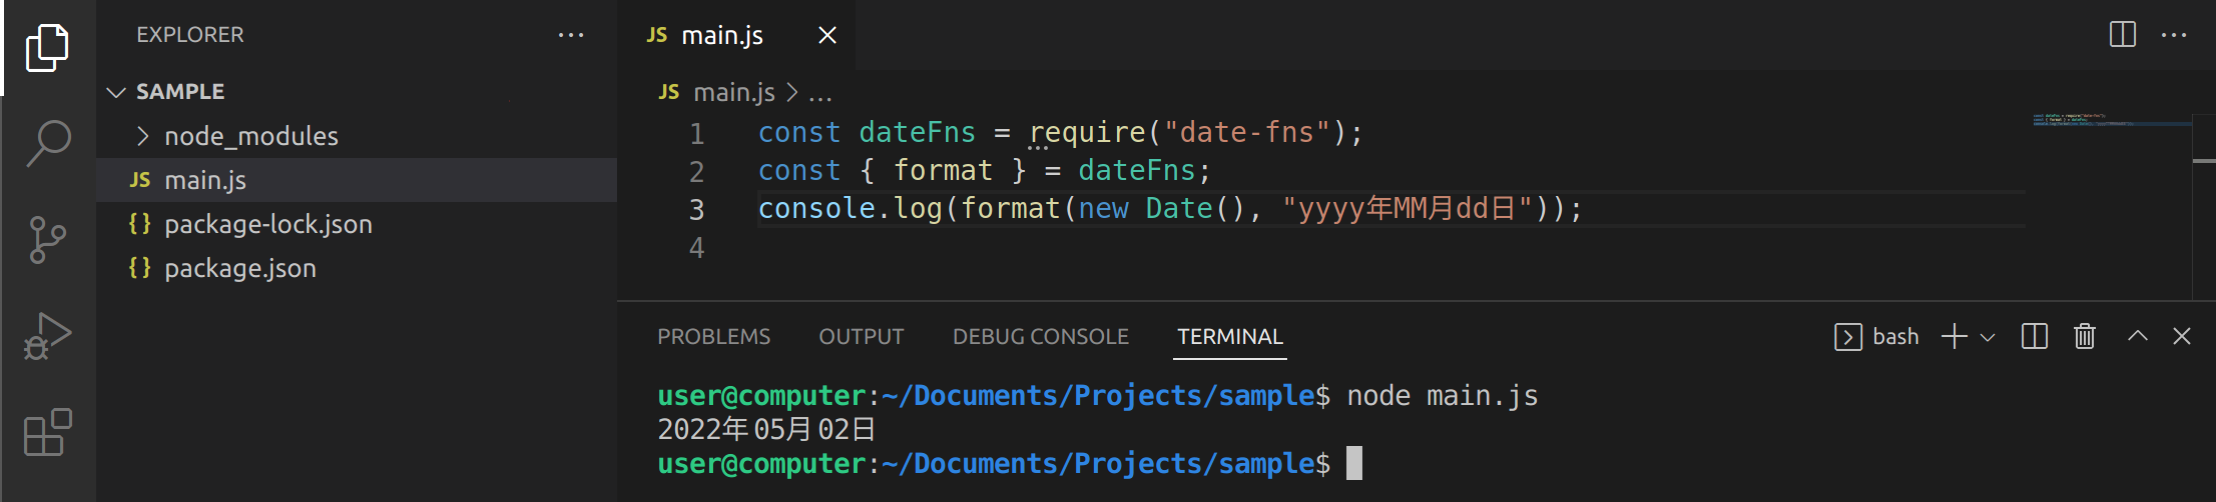 EXPLORER
SAMPLE
node_modules
JS main.js
{} package-lock.json
{} package.json
JS main.js
JS main.js > ...
1 const dateFns = require("date-fns");
2 const { format } = dateFns;
3 console.log(format(new Date(), "yyyy年MM月dd日"));
4
PROBLEMS OUTPUT DEBUG CONSOLE TERMINAL bash
user@computer:~/Documents/Projects/sample$ node main.js
2022年05月02日
user@computer:~/Documents/Projects/sample$